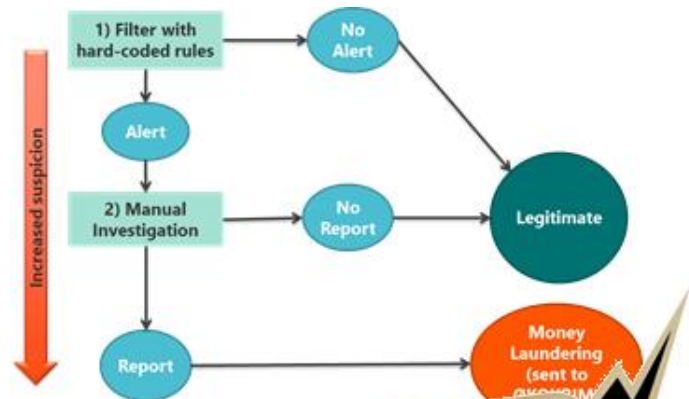 1) Filter with
hard-coded rules
No
Alert
Alert
Increased suspicion
2) Manual
Investigation
No
Report
Legitimate
Report
Money
Laundering
(sent to